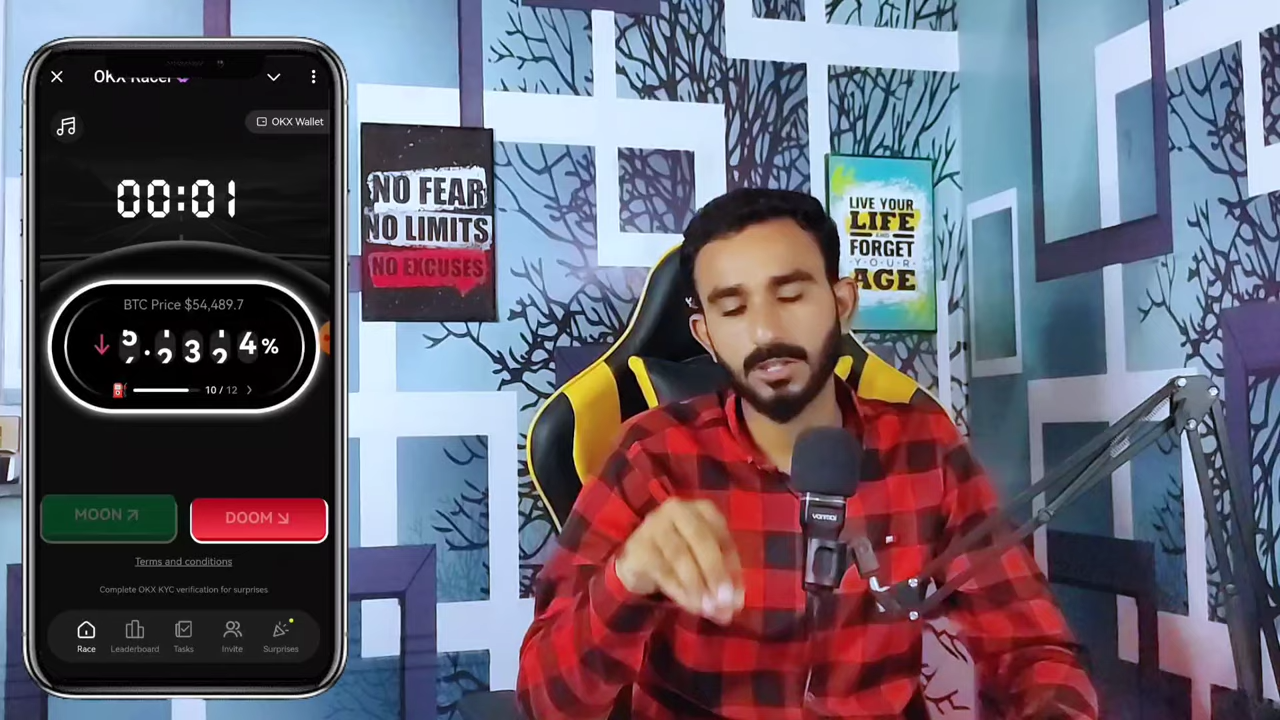 OKX Racer
OKX Wallet
00:01
BTC Price $54,489.7
4%
10 / 12
MOON
DOOM
Terms and conditions
Complete OKX KYC verification for surprises
Race
Leaderboard
Tasks
Invite
Surprises
NO FEAR
NO LIMITS
NO EXCUSES
LIVE YOUR
LIFE
AND
FORGET
YOUR
AGE